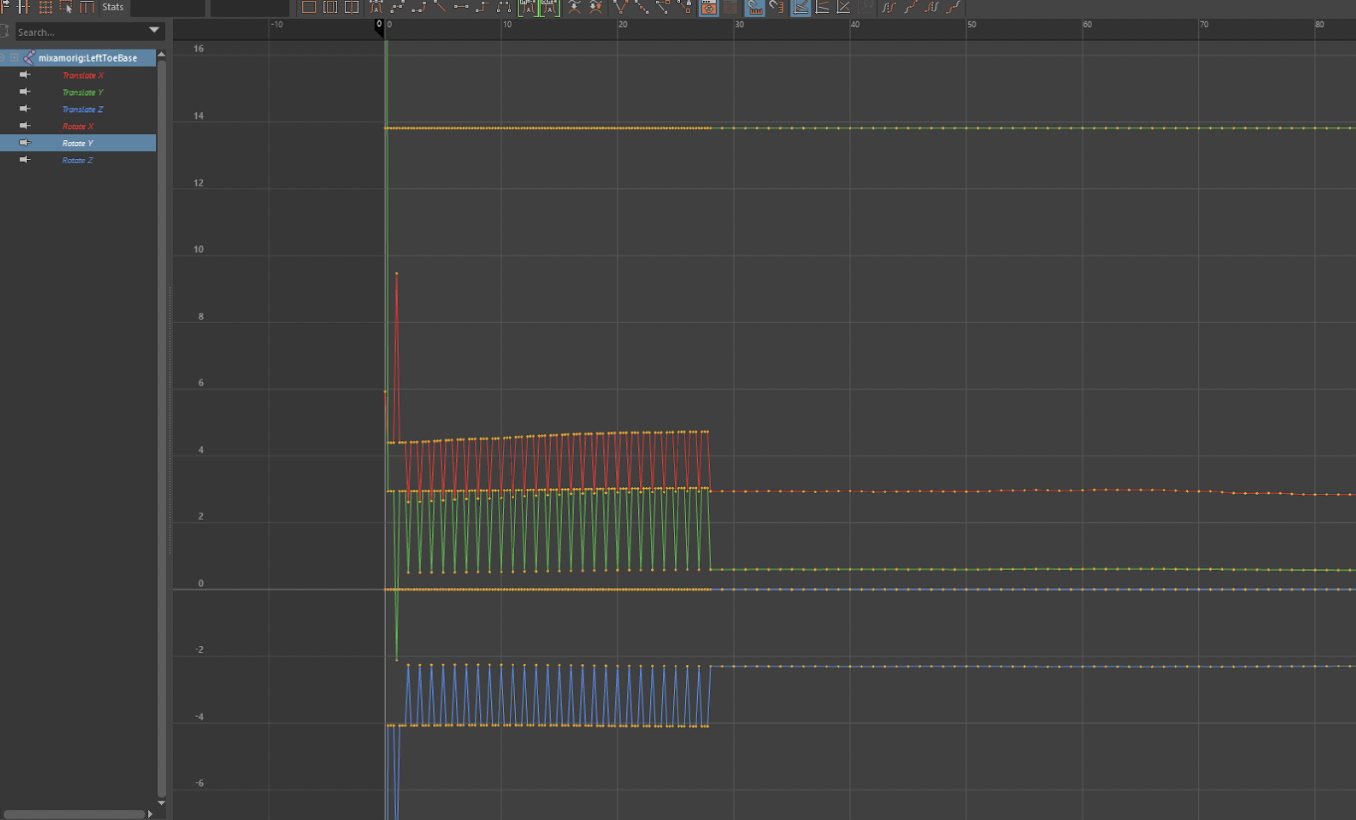 Stats
-10 0 0 10 20 30 40 50 60 70 80
Search...
16
mixamorig:LeftToeBase
Translate X
Translate Y
14
Translate Z
Rotate X
Rotate Y
Rotate Z
12
10
8
6
4
2
0
-2
-4
-6